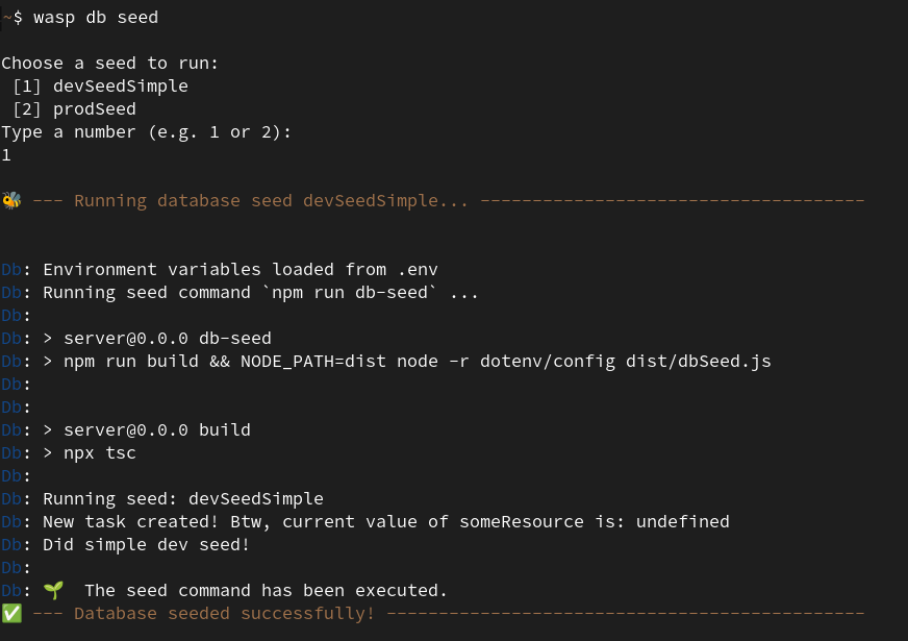 ~$ wasp db seed
Choose a seed to run:
[1] devSeedSimple
[2] prodSeed
Type a number (e.g. 1 or 2):
1
🐝 --- Running database seed devSeedSimple... -------------------------------------
Db: Environment variables loaded from .env
Db: Running seed command `npm run db-seed` ...
Db:
Db: > server@0.0.0 db-seed
Db: > npm run build && NODE_PATH=dist node -r dotenv/config dist/dbSeed.js
Db:
Db:
Db: > server@0.0.0 build
Db: > npx tsc
Db:
Db: Running seed: devSeedSimple
Db: New task created! Btw, current value of someResource is: undefined
Db: Did simple dev seed!
Db:
Db: 🌱  The seed command has been executed.
✅ --- Database seeded successfully! ----------------------------------------------